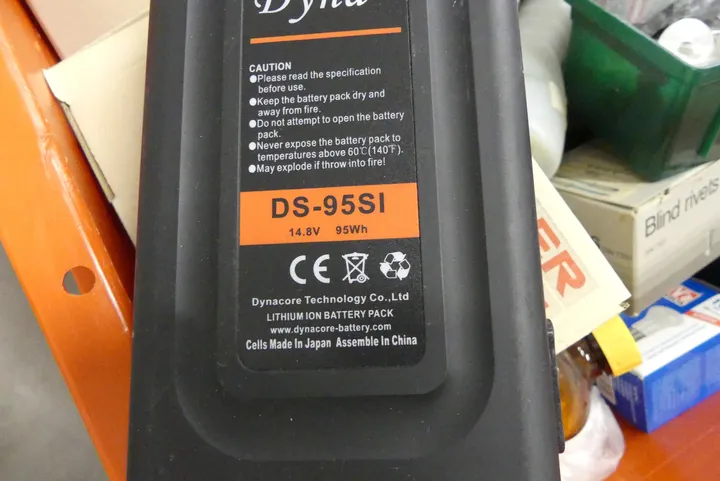 Dyna
CAUTION
●Please read the specification
before use.
●Keep the battery pack dry and
away from fire.
●Do not attempt to open the battery
pack.
●Never expose the battery pack to
temperatures above 60℃(140℉).
●May explode if throw into fire!
DS-95SI
14.8V 95Wh
CE
Dynacore Technology Co.,Ltd
LITHIUM ION BATTERY PACK
www.dynacore-battery.com
Cells Made In Japan Assemble In China
Blind rivets
ER